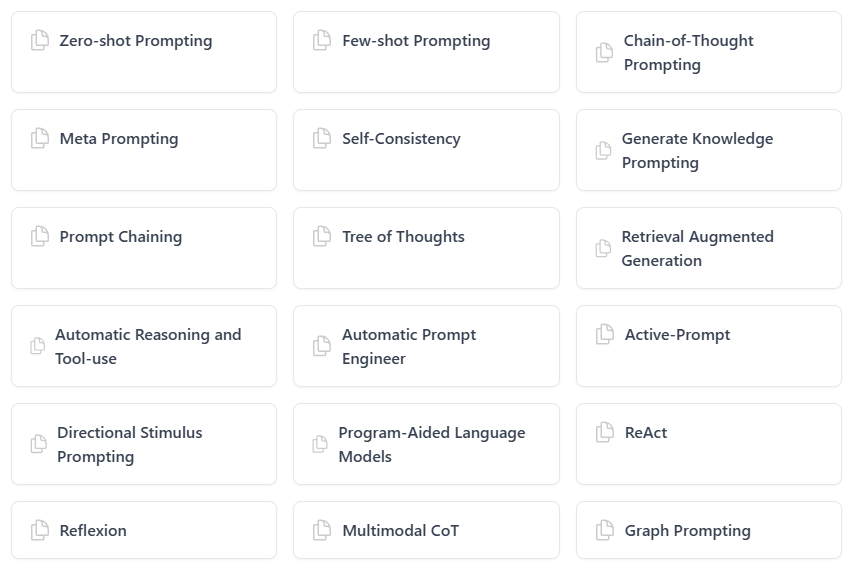 Zero-shot Prompting
Few-shot Prompting
Chain-of-Thought
Prompting
Meta Prompting
Self-Consistency
Generate Knowledge
Prompting
Prompt Chaining
Tree of Thoughts
Retrieval Augmented
Generation
Automatic Reasoning and
Tool-use
Automatic Prompt
Engineer
Active-Prompt
Directional Stimulus
Prompting
Program-Aided Language
Models
ReAct
Reflexion
Multimodal CoT
Graph Prompting